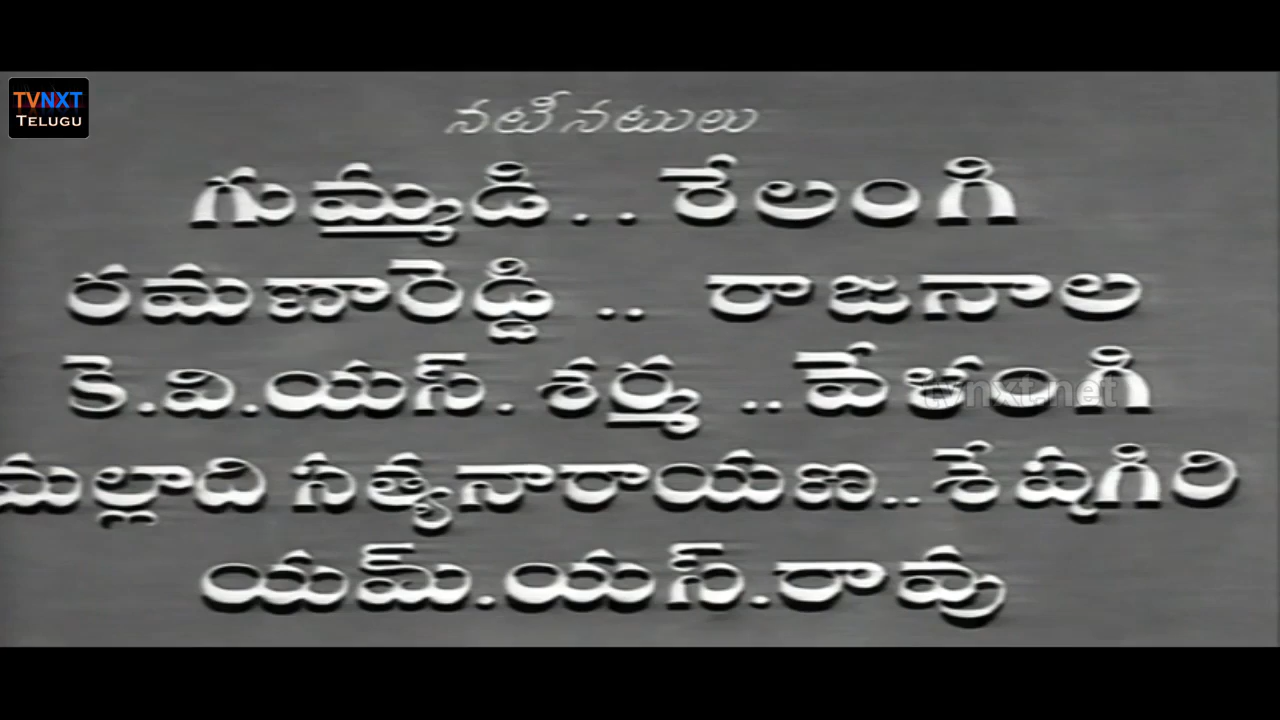 TVNXT
TELUGU
నటీనటులు
గుమ్మడి.. రేలంగి
రమణారెడ్డి .. రాజనాల
కె.వి.యస్. శర్మ .. వేళంగి
మల్లాది సత్యనారాయణ.. శేషగిరి
యమ్.యస్.రావు
tvnxt.net